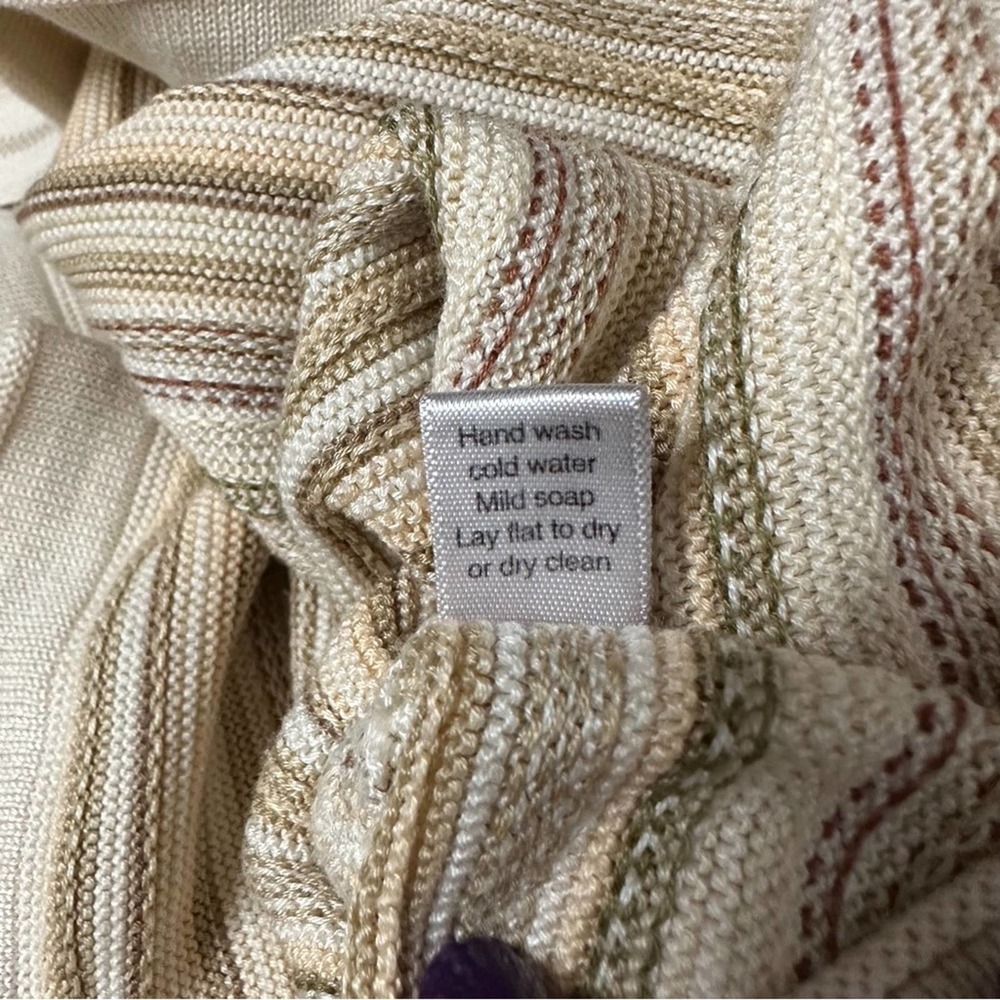 Hand wash
cold water
Mild soap
Lay flat to dry
or dry clean